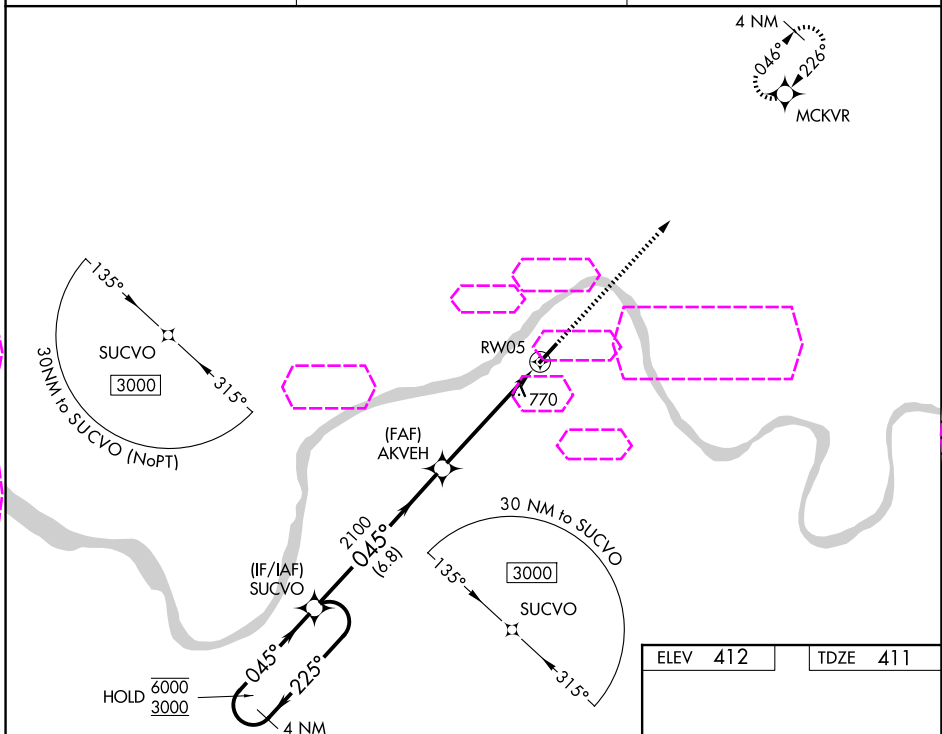 4 NM
046°
226°
MCKVR
135°
SUCVO
3000
315°
30NM to SUCVO (NoPT)
RW05
770
(FAF)
AKVEH
2100
045°
(6.8)
30 NM to SUCVO
135°
3000
SUCVO
315°
(IF/IAF)
SUCVO
045°
225°
HOLD 6000
3000
4 NM
ELEV 412
TDZE 411